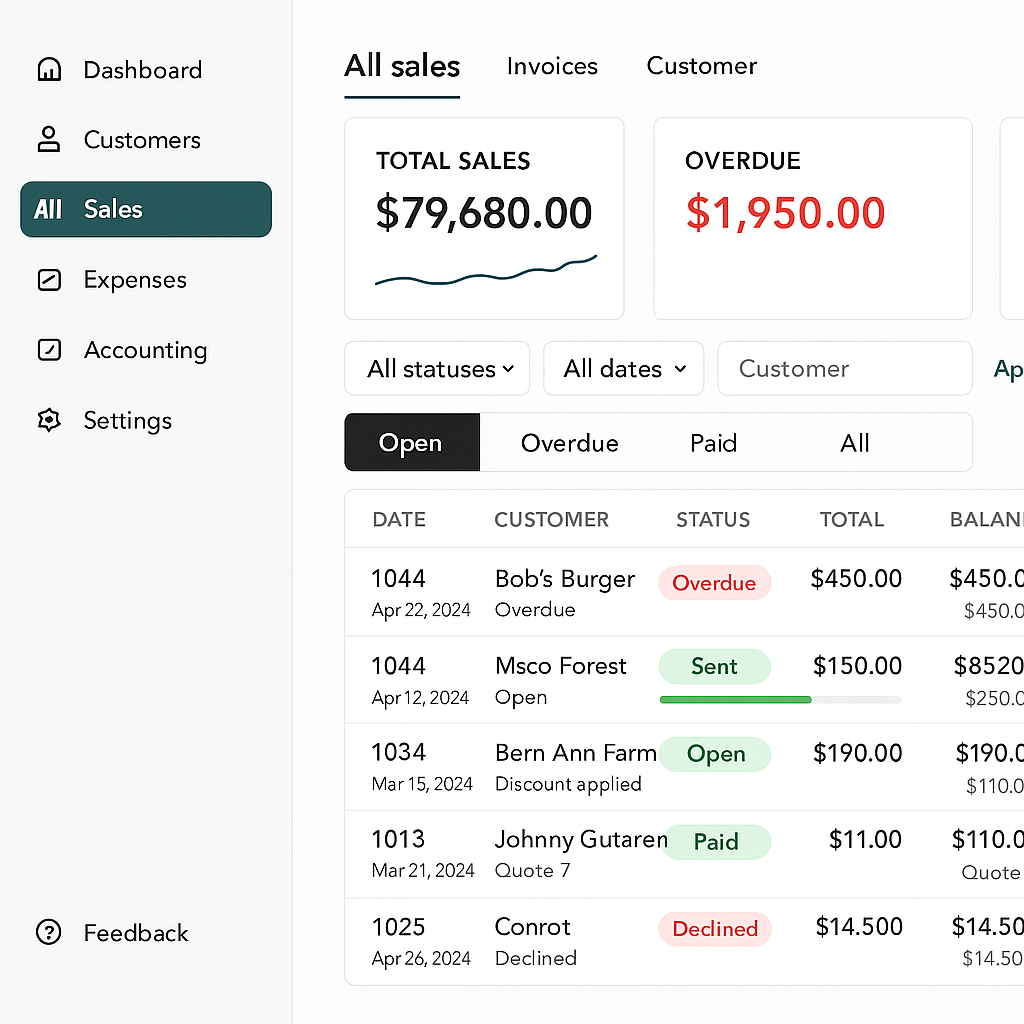 Dashboard
Customers
All Sales
Expenses
Accounting
Settings
Feedback
All sales Invoices Customer
TOTAL SALES
$79,680.00
OVERDUE
$1,950.00
All statuses All dates Customer Ap
Open Overdue Paid All
DATE CUSTOMER STATUS TOTAL BALAN
1044 Bob’s Burger Overdue $450.00 $450.0
Apr 22, 2024 Overdue $450.0
1044 Msco Forest Sent $150.00 $8520
Apr 12, 2024 Open $250.0
1034 Bern Ann Farm Open $190.00 $190.0
Mar 15, 2024 Discount applied $110.0
1013 Johnny Gutaren Paid $11.00 $110.0
Mar 21, 2024 Quote 7 Quote
1025 Conrot Declined $14.500 $14.50
Apr 26, 2024 Declined $14.50